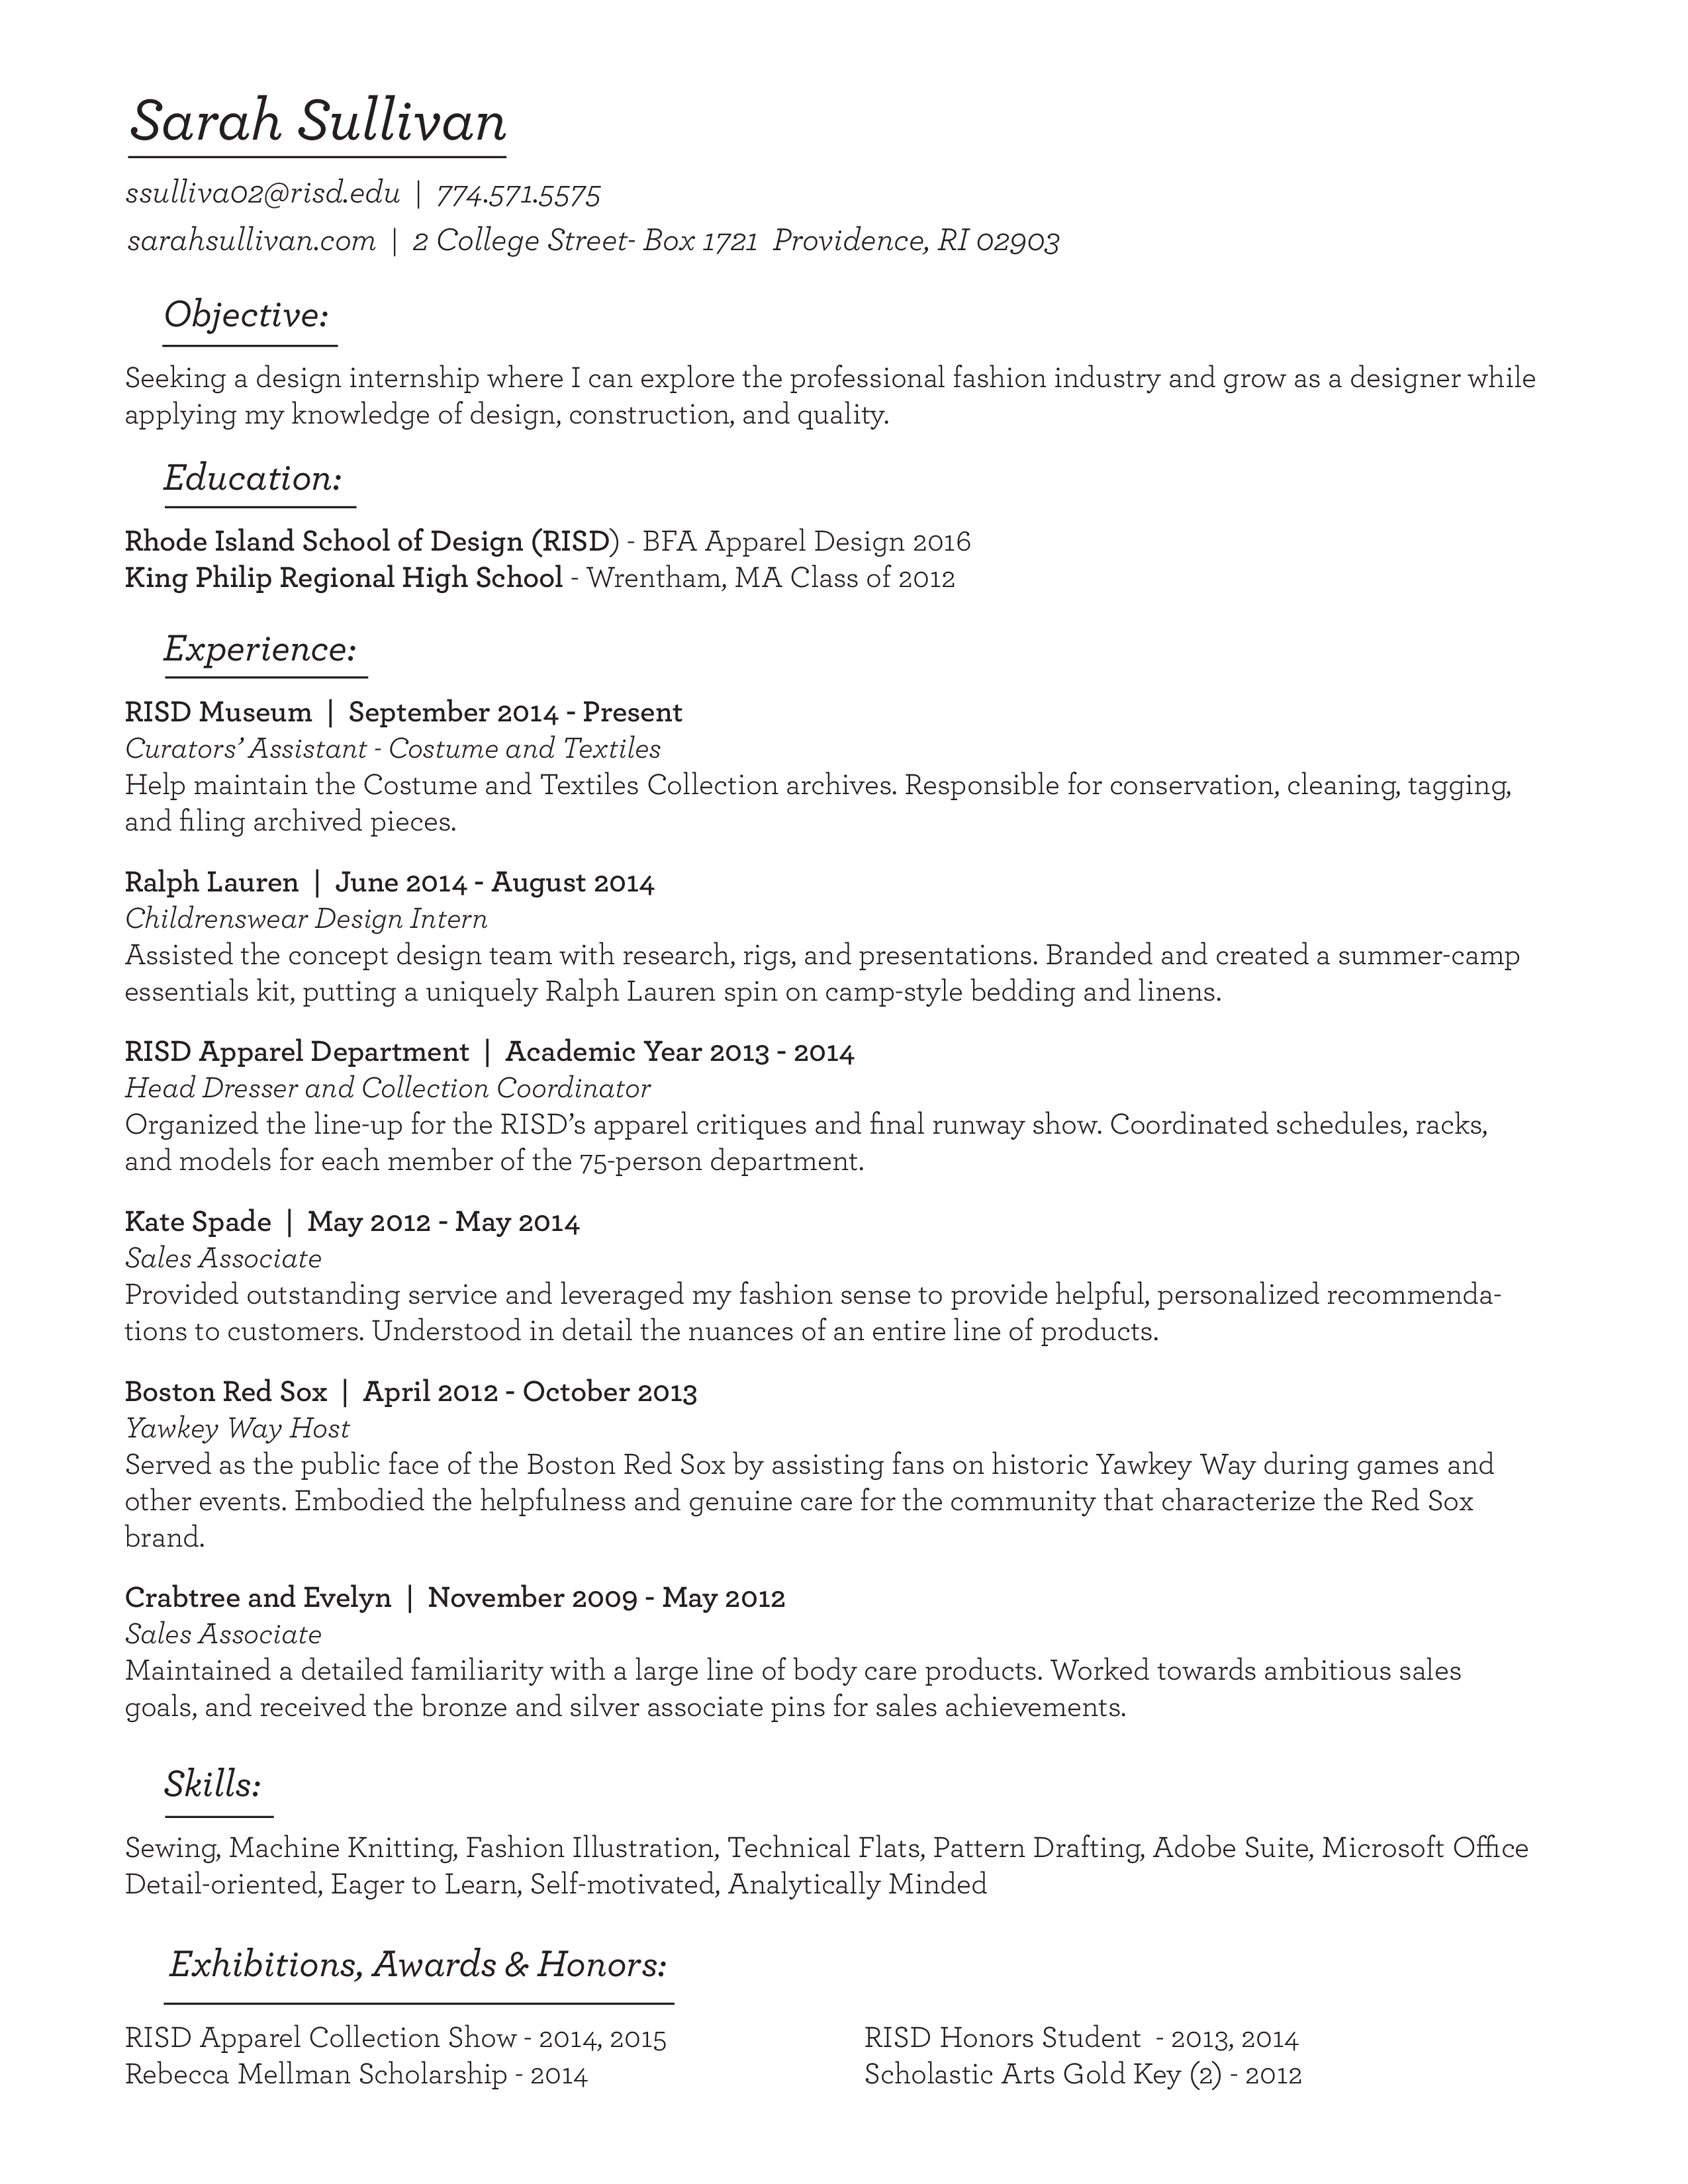 Sarah Sullivan
ssulliva02@risd.edu | 774.571.5575
sarahsullivan.com | 2 College Street- Box 1721  Providence, RI 02903
Objective:
Seeking a design internship where I can explore the professional fashion industry and grow as a designer while
applying my knowledge of design, construction, and quality.
Education:
Rhode Island School of Design (RISD) - BFA Apparel Design 2016
King Philip Regional High School - Wrentham, MA Class of 2012
Experience:
RISD Museum | September 2014 - Present
Curators’ Assistant - Costume and Textiles
Help maintain the Costume and Textiles Collection archives. Responsible for conservation, cleaning, tagging,
and filing archived pieces.
Ralph Lauren | June 2014 - August 2014
Childrenswear Design Intern
Assisted the concept design team with research, rigs, and presentations. Branded and created a summer-camp
essentials kit, putting a uniquely Ralph Lauren spin on camp-style bedding and linens.
RISD Apparel Department | Academic Year 2013 - 2014
Head Dresser and Collection Coordinator
Organized the line-up for the RISD’s apparel critiques and final runway show. Coordinated schedules, racks,
and models for each member of the 75-person department.
Kate Spade | May 2012 - May 2014
Sales Associate
Provided outstanding service and leveraged my fashion sense to provide helpful, personalized recommenda-
tions to customers. Understood in detail the nuances of an entire line of products.
Boston Red Sox | April 2012 - October 2013
Yawkey Way Host
Served as the public face of the Boston Red Sox by assisting fans on historic Yawkey Way during games and
other events. Embodied the helpfulness and genuine care for the community that characterize the Red Sox
brand.
Crabtree and Evelyn | November 2009 - May 2012
Sales Associate
Maintained a detailed familiarity with a large line of body care products. Worked towards ambitious sales
goals, and received the bronze and silver associate pins for sales achievements.
Skills:
Sewing, Machine Knitting, Fashion Illustration, Technical Flats, Pattern Drafting, Adobe Suite, Microsoft Office
Detail-oriented, Eager to Learn, Self-motivated, Analytically Minded
Exhibitions, Awards & Honors:
RISD Apparel Collection Show - 2014, 2015
Rebecca Mellman Scholarship - 2014
RISD Honors Student  - 2013, 2014
Scholastic Arts Gold Key (2) - 2012